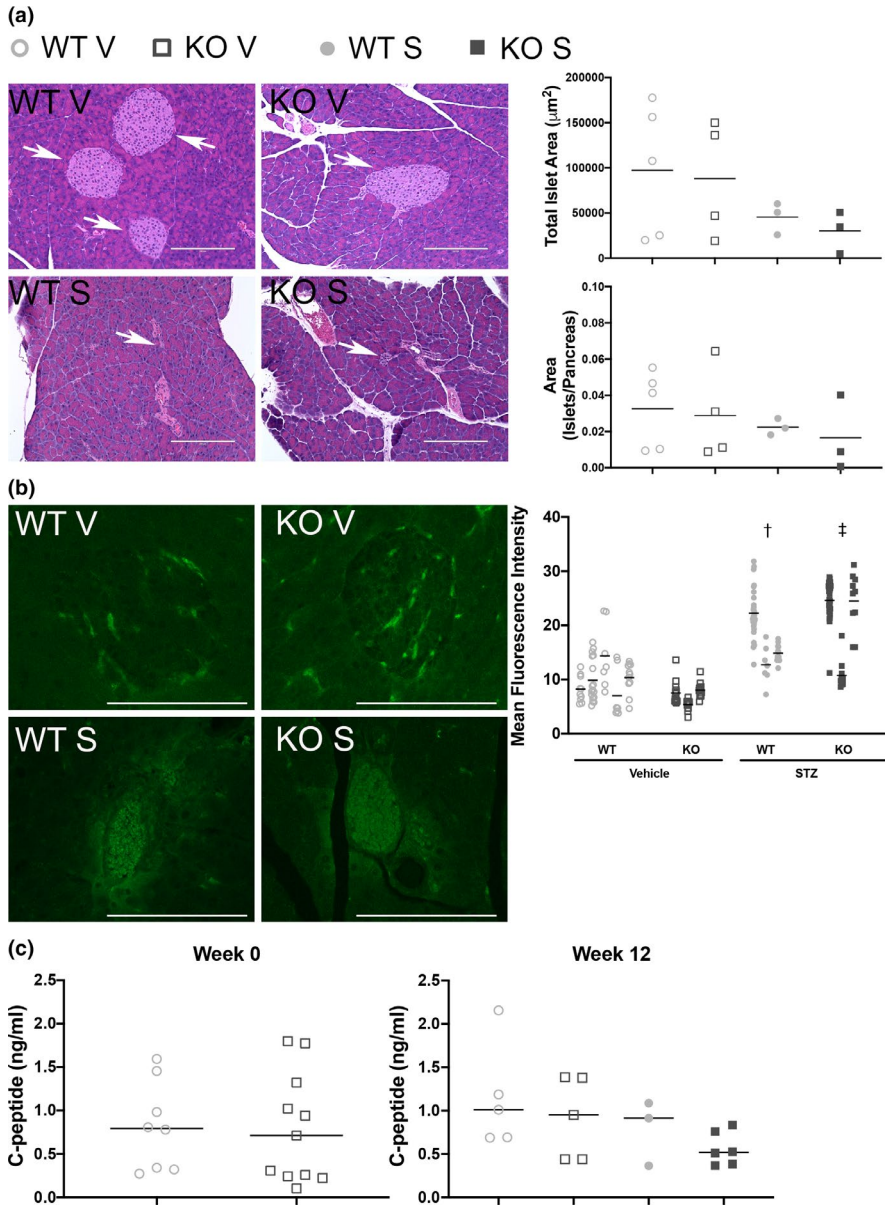 (a)
WT V KO V WT S KO S
WT V
KO V
WT S
KO S
Total Islet Area (μm²)
200000
150000
100000
50000
0
Area
(Islets/Pancreas)
0.10
0.08
0.06
0.04
0.02
0.00
(b)
WT V
KO V
WT S
KO S
Mean Fluorescence Intensity
40
30
20
10
0
† ‡
WT KO WT KO
Vehicle STZ
(c)
Week 0
C-peptide (ng/ml)
2.5
2.0
1.5
1.0
0.5
0.0
Week 12
C-peptide (ng/ml)
2.5
2.0
1.5
1.0
0.5
0.0